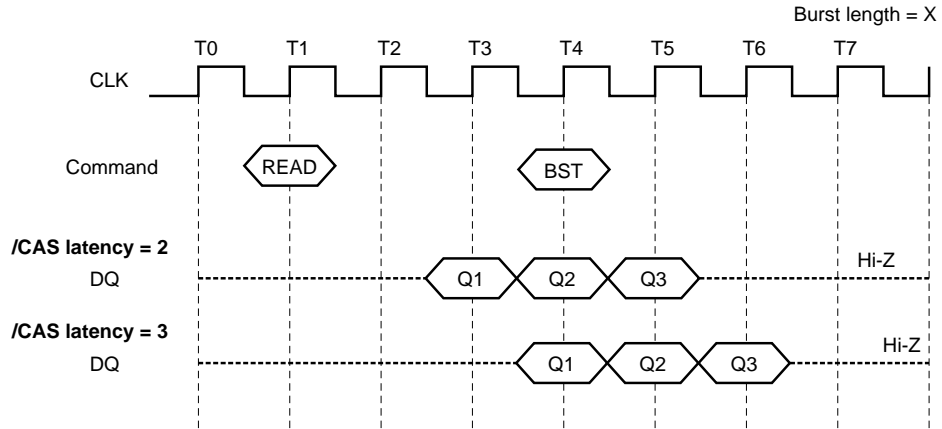 Burst length = X
T0 T1 T2 T3 T4 T5 T6 T7
CLK
Command READ BST
/CAS latency = 2
DQ Q1 Q2 Q3 Hi-Z
/CAS latency = 3
DQ Q1 Q2 Q3 Hi-Z